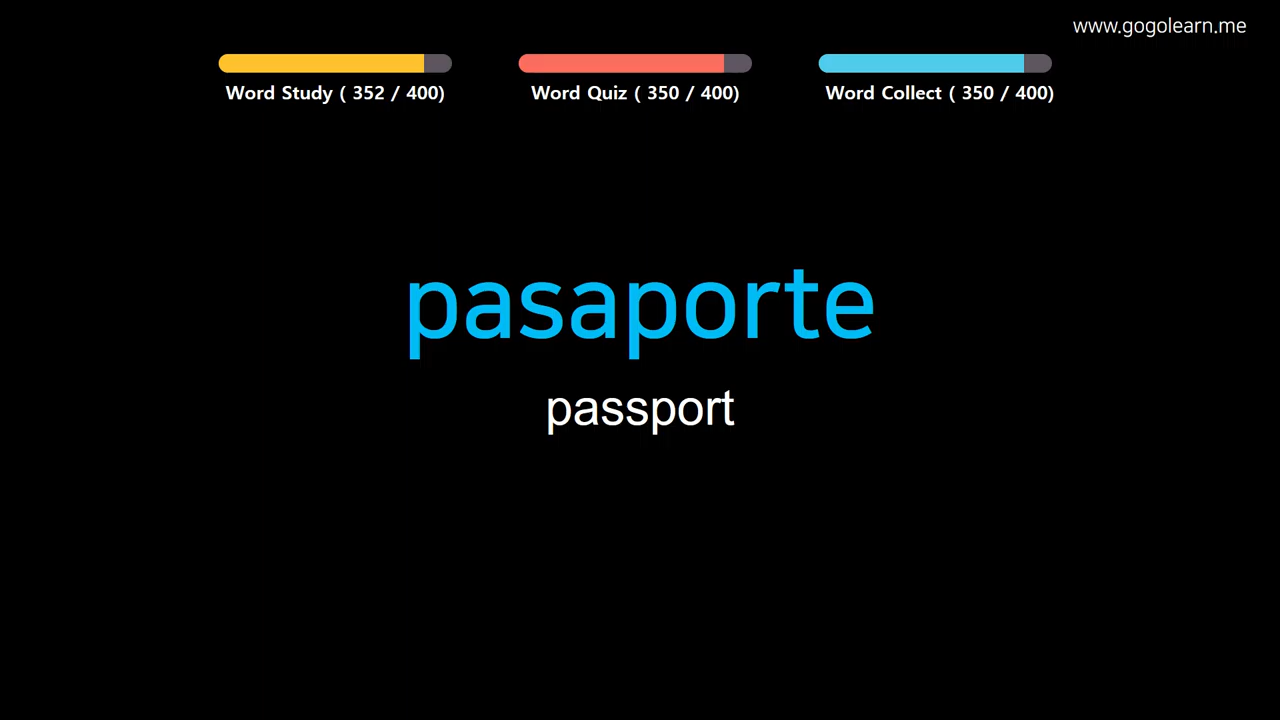 www.gogolearn.me
Word Study ( 352 / 400)
Word Quiz ( 350 / 400)
Word Collect ( 350 / 400)
pasaporte
passport